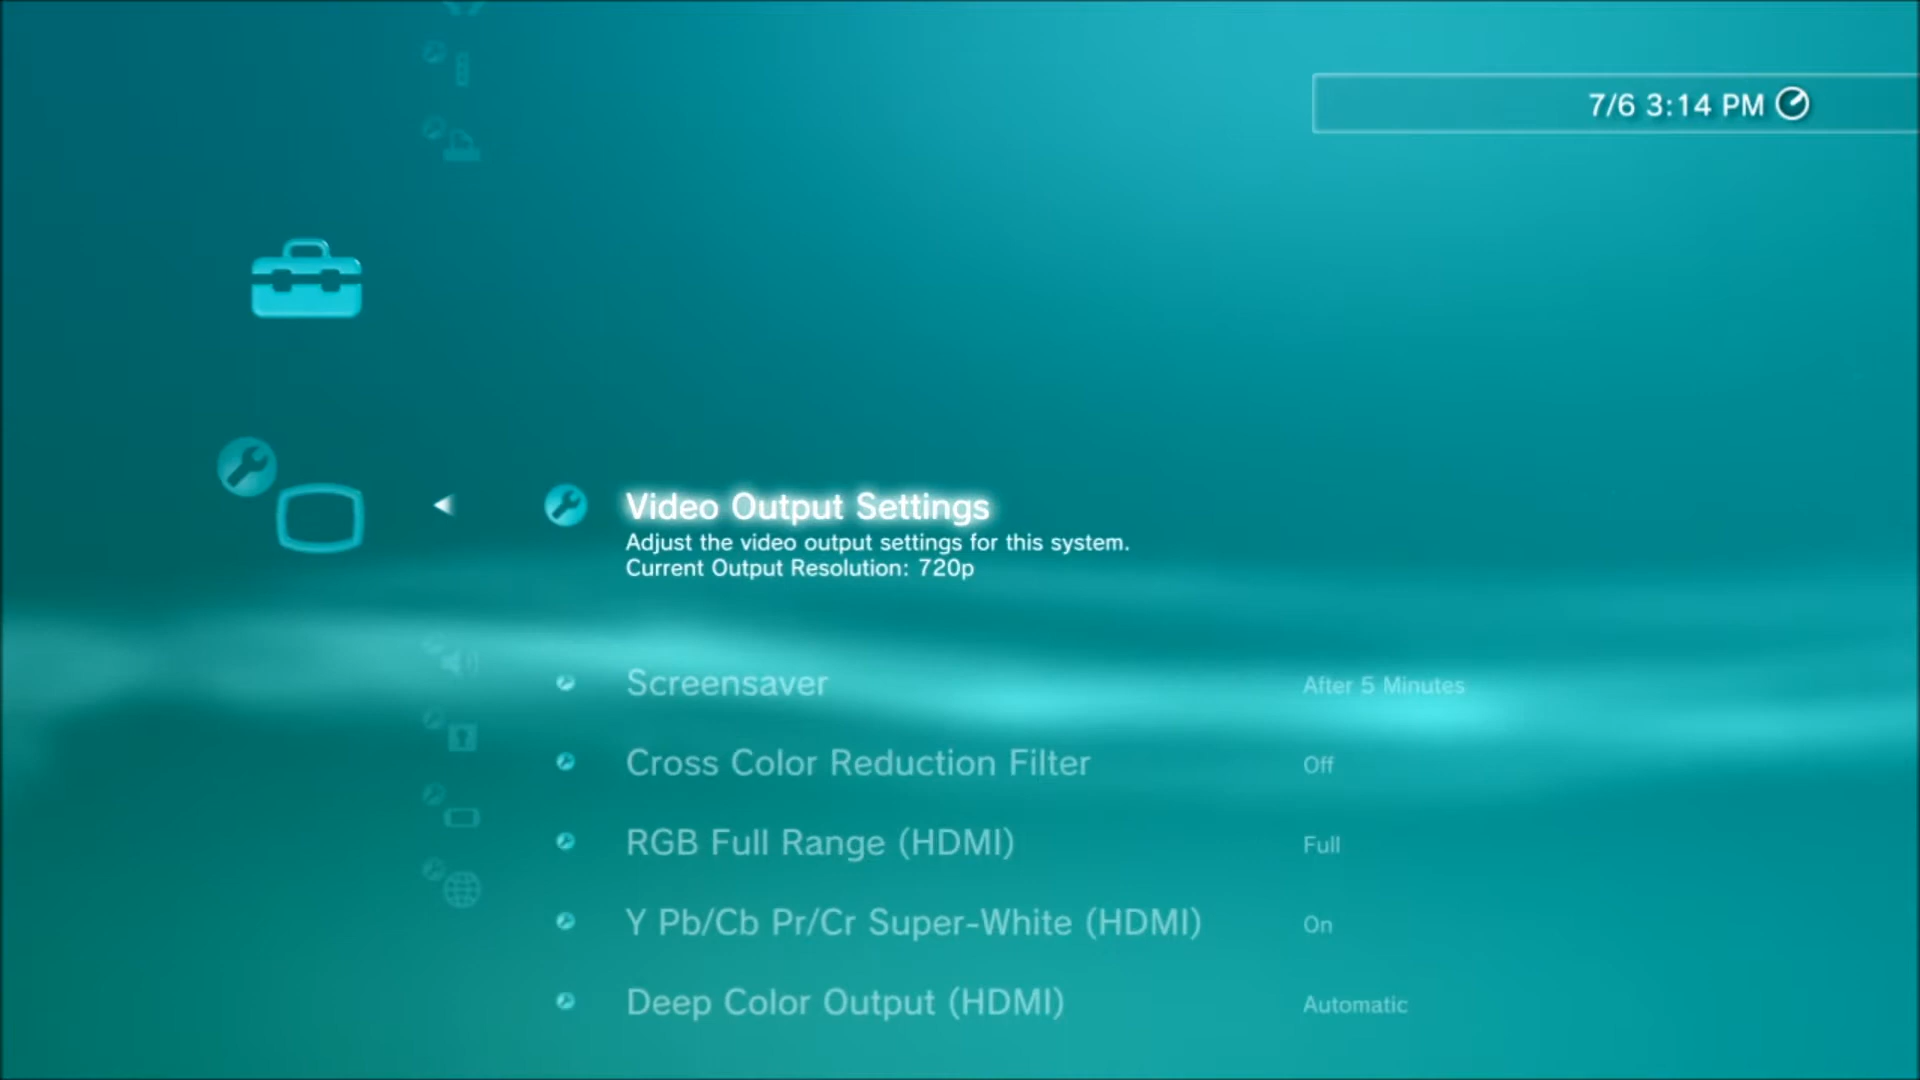 7/6 3:14 PM
Video Output Settings
Adjust the video output settings for this system.
Current Output Resolution: 720p
Screensaver After 5 Minutes
Cross Color Reduction Filter Off
RGB Full Range (HDMI) Full
Y Pb/Cb Pr/Cr Super-White (HDMI) On
Deep Color Output (HDMI) Automatic